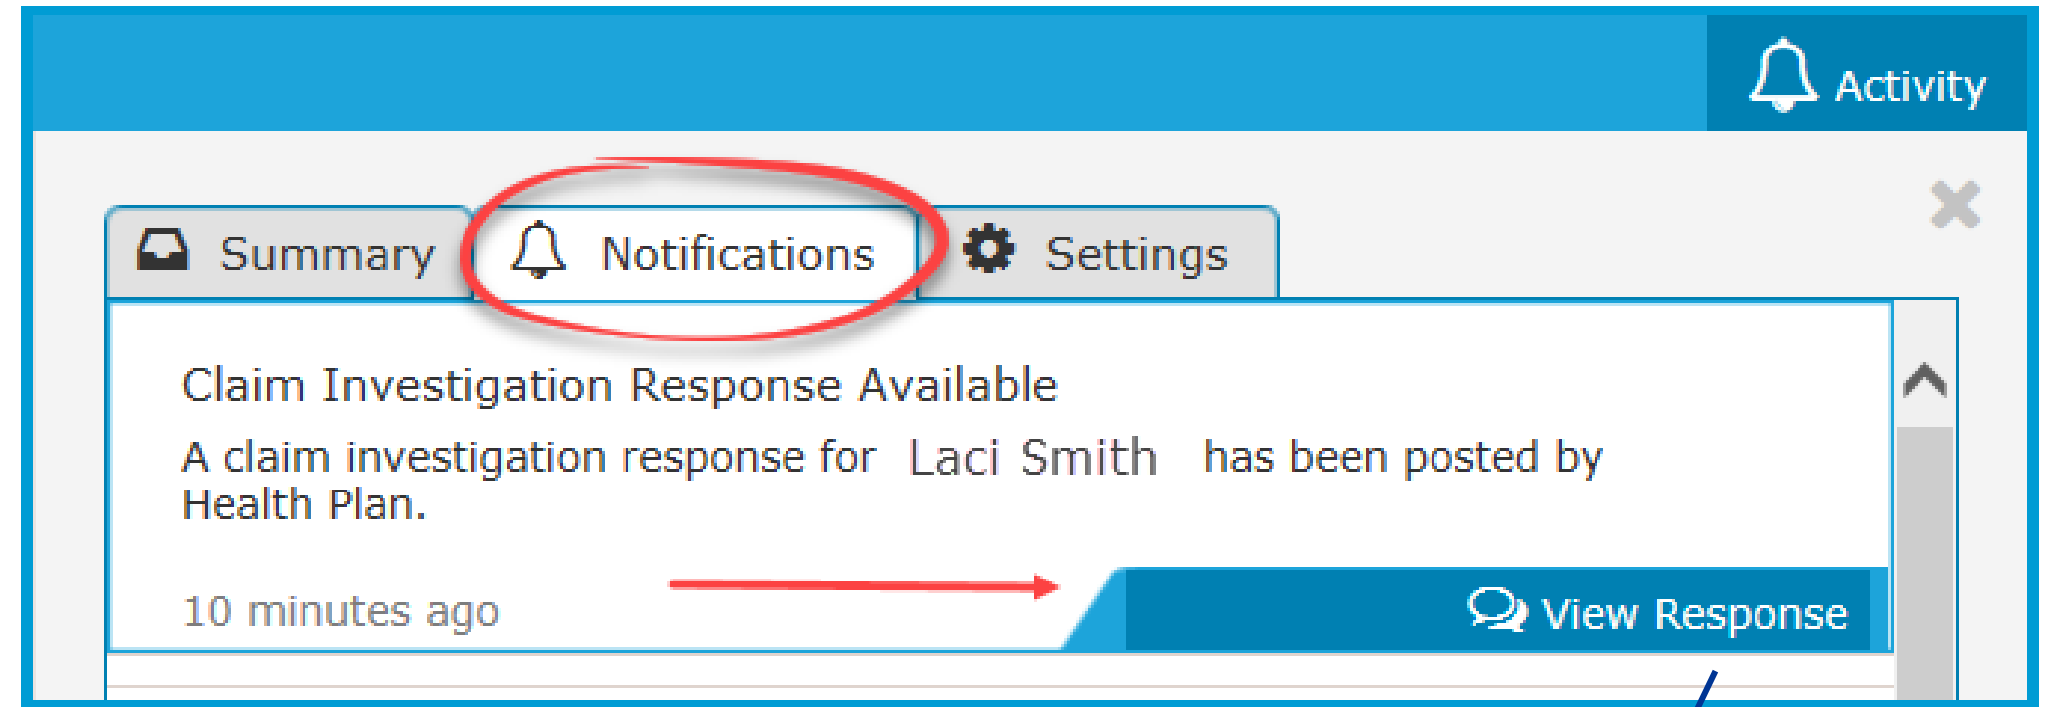 Activity
Summary Notifications Settings
Claim Investigation Response Available
A claim investigation response for Laci Smith has been posted by
Health Plan.
10 minutes ago View Response